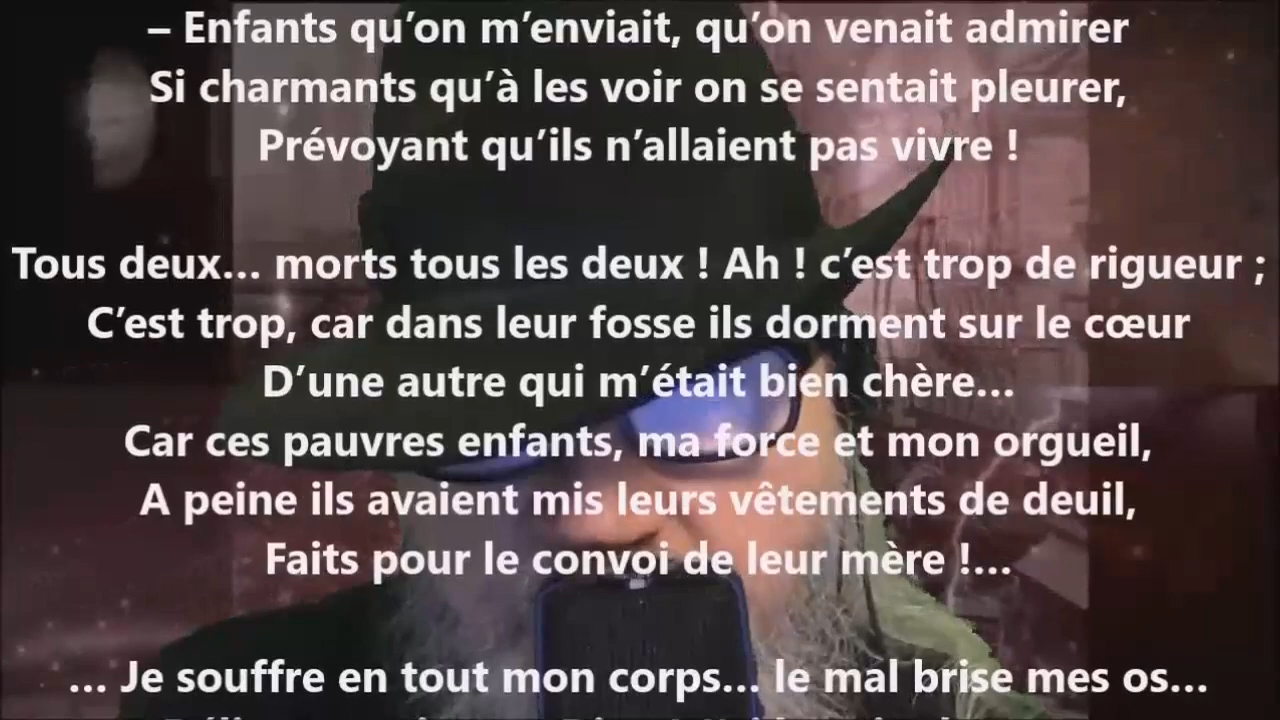 – Enfants qu’on m’enviait, qu’on venait admirer
Si charmants qu’à les voir on se sentait pleurer,
Prévoyant qu’ils n’allaient pas vivre !
Tous deux... morts tous les deux ! Ah ! c’est trop de rigueur ;
C’est trop, car dans leur fosse ils dorment sur le cœur
D’une autre qui m’était bien chère...
Car ces pauvres enfants, ma force et mon orgueil,
A peine ils avaient mis leurs vêtements de deuil,
Faits pour le convoi de leur mère !...
... Je souffre en tout mon corps... le mal brise mes os...